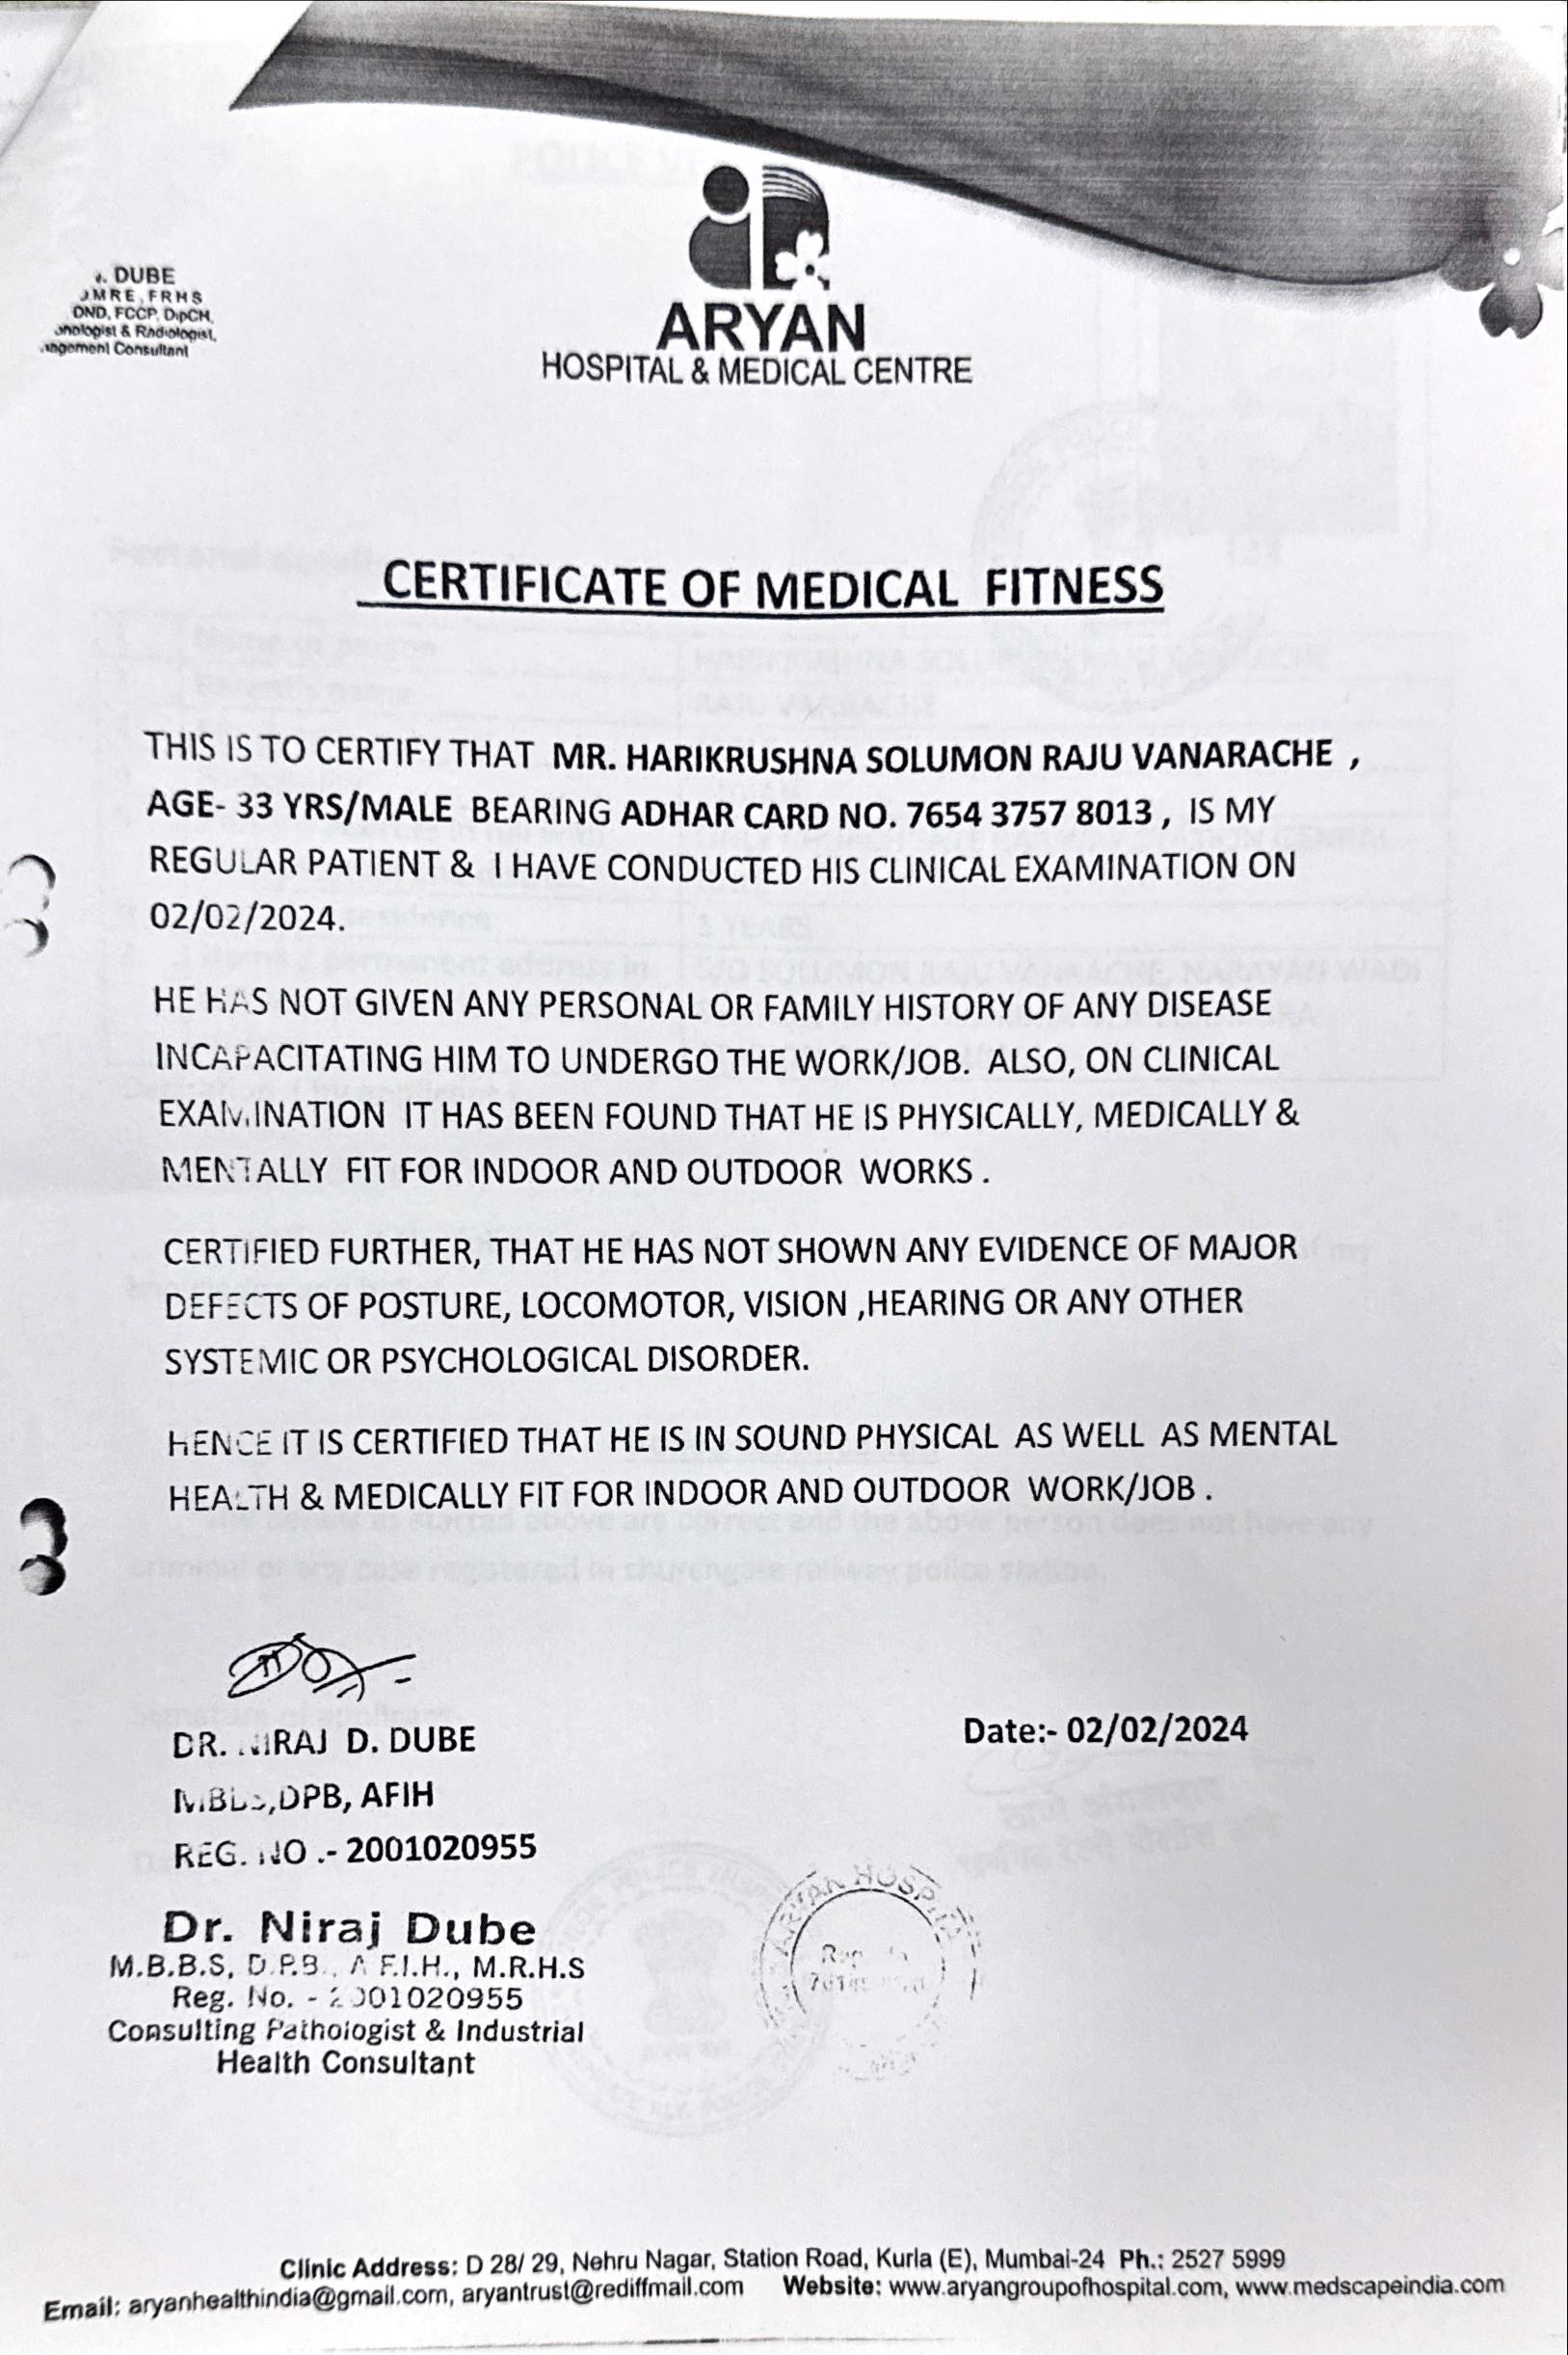 . DUBE
DMRE, FRHS
DND, FCCP, DipCH,
& Radiologist,
Consultant
ARYAN
HOSPITAL & MEDICAL CENTRE
CERTIFICATE OF MEDICAL FITNESS
THIS IS TO CERTIFY THAT MR. HARIKRUSHNA SOLUMON RAJU VANARACHE ,
AGE- 33 YRS/MALE BEARING ADHAR CARD NO. 7654 3757 8013 , IS MY
REGULAR PATIENT & I HAVE CONDUCTED HIS CLINICAL EXAMINATION ON
02/02/2024.
HE HAS NOT GIVEN ANY PERSONAL OR FAMILY HISTORY OF ANY DISEASE
INCAPACITATING HIM TO UNDERGO THE WORK/JOB. ALSO, ON CLINICAL
EXAMINATION IT HAS BEEN FOUND THAT HE IS PHYSICALLY, MEDICALLY &
MENTALLY FIT FOR INDOOR AND OUTDOOR WORKS .
CERTIFIED FURTHER, THAT HE HAS NOT SHOWN ANY EVIDENCE OF MAJOR
DEFECTS OF POSTURE, LOCOMOTOR, VISION ,HEARING OR ANY OTHER
SYSTEMIC OR PSYCHOLOGICAL DISORDER.
HENCE IT IS CERTIFIED THAT HE IS IN SOUND PHYSICAL AS WELL AS MENTAL
HEALTH & MEDICALLY FIT FOR INDOOR AND OUTDOOR WORK/JOB .
DR. NIRAJ D. DUBE
Date:- 02/02/2024
MBBS,DPB, AFIH
REG. NO .- 2001020955
Dr. Niraj Dube
M.B.B.S, D.P.B., A.F.I.H., M.R.H.S
Reg. No. - 2001020955
Consulting Pathologist & Industrial
Health Consultant
ARYAN HOSPITAL
Clinic Address: D 28/ 29, Nehru Nagar, Station Road, Kurla (E), Mumbai-24 Ph.: 2527 5999
Email: aryanhealthindia@gmail.com, aryantrust@rediffmail.com Website: www.aryangroupofhospital.com, www.medscapeindia.com